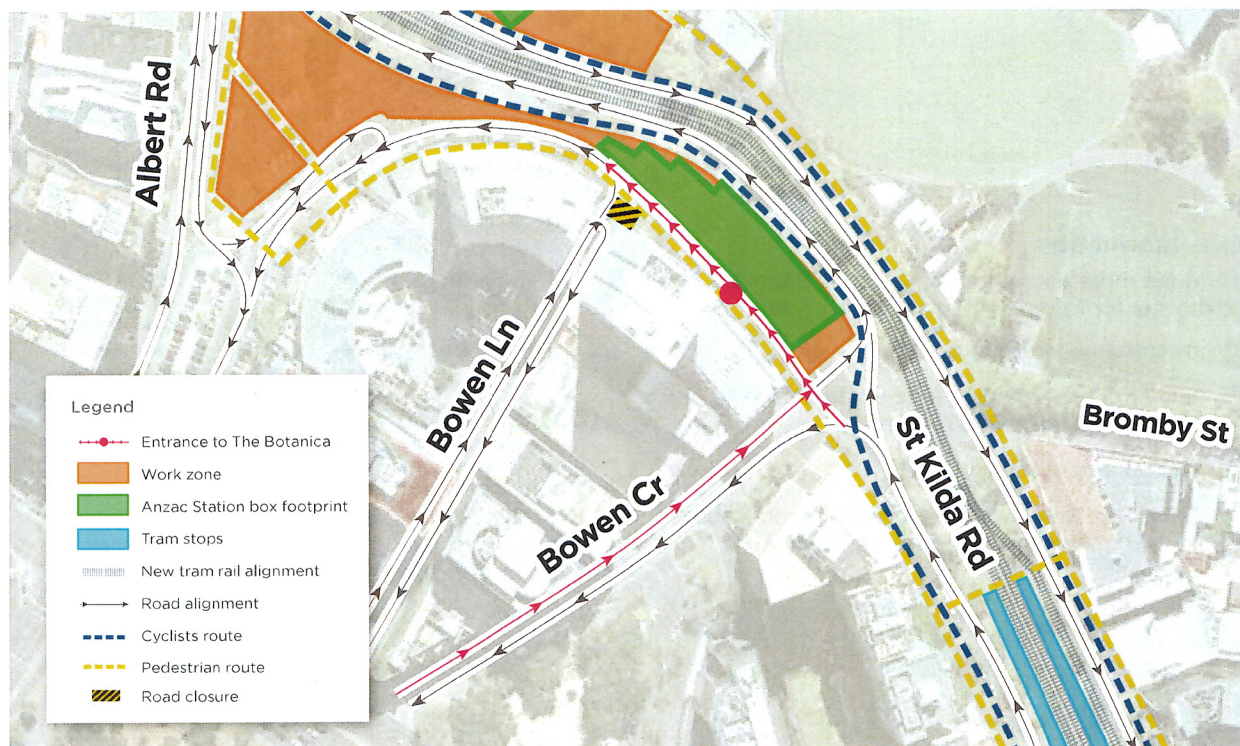 Albert Rd
Bowen Ln
Bowen Cr
St Kilda Rd
Bromby St
Legend
Entrance to The Botanica
Work zone
Anzac Station box footprint
Tram stops
New tram rail alignment
Road alignment
Cyclists route
Pedestrian route
Road closure